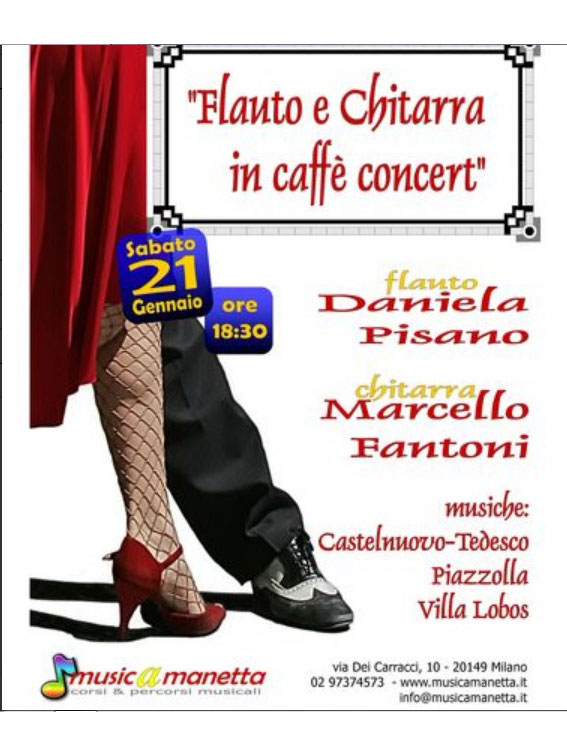 "Flauto e Chitarra
in caffè concert"
Sabato
21
Gennaio
ore
18:30
flauto
Daniela
Pisano
chitarra
Marcello
Fantoni
musiche:
Castelnuovo-Tedesco
Piazzolla
Villa Lobos
music@manetta
corsi & percorsi musicali
via Dei Carracci, 10 - 20149 Milano
02 97374573 - www.musicamanetta.it
info@musicamanetta.it